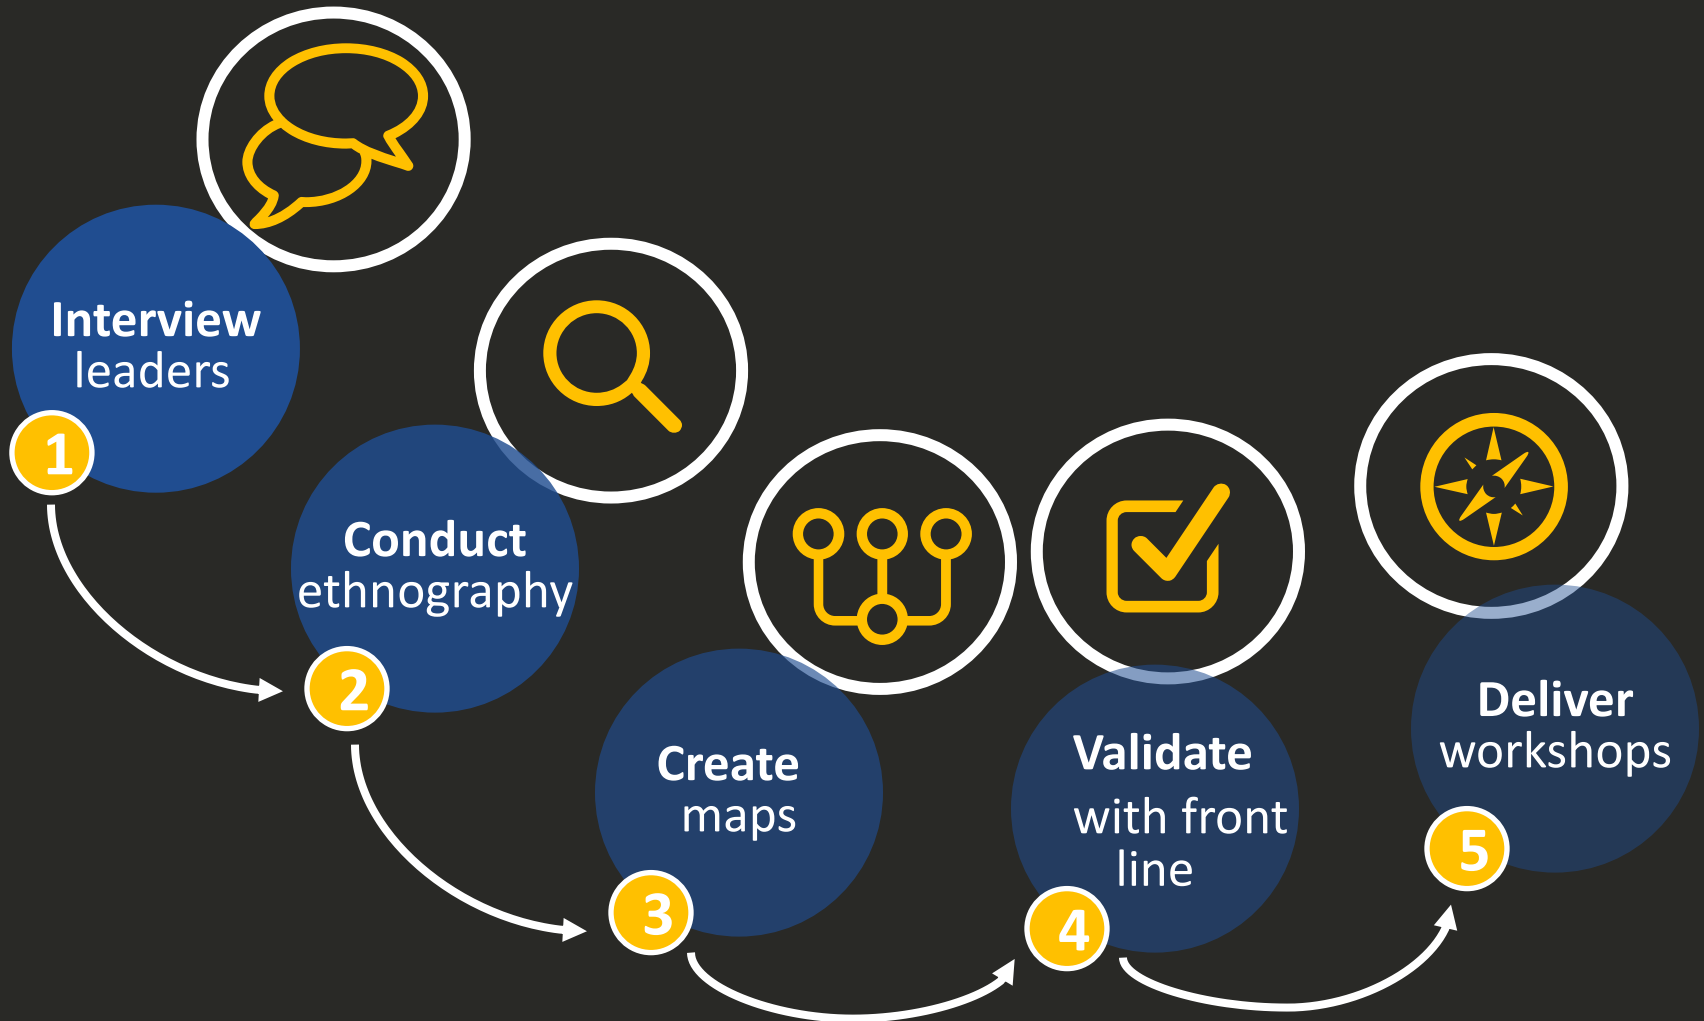 Interview
leaders
1
Conduct
ethnography
2
Create
maps
3
Validate
with front
line
4
Deliver
workshops
5